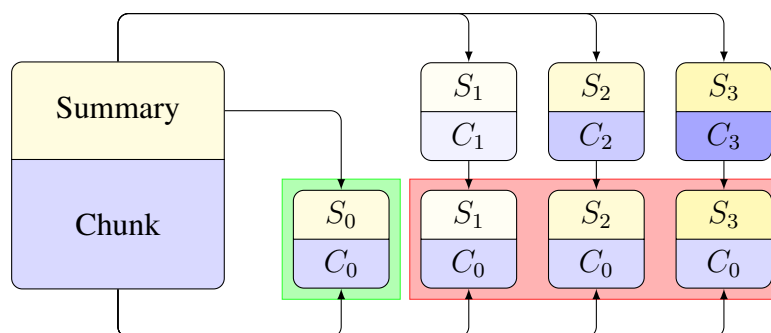 Summary
Chunk
S₀
C₀
S₁
C₁
S₂
C₂
S₃
C₃
S₁
C₀
S₂
C₀
S₃
C₀